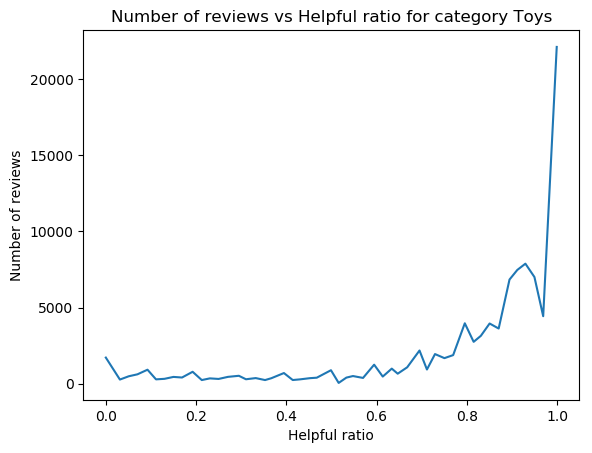 Number of reviews vs Helpful ratio for category Toys
Number of reviews
20000
15000
10000
5000
0
0.0 0.2 0.4 0.6 0.8 1.0
Helpful ratio